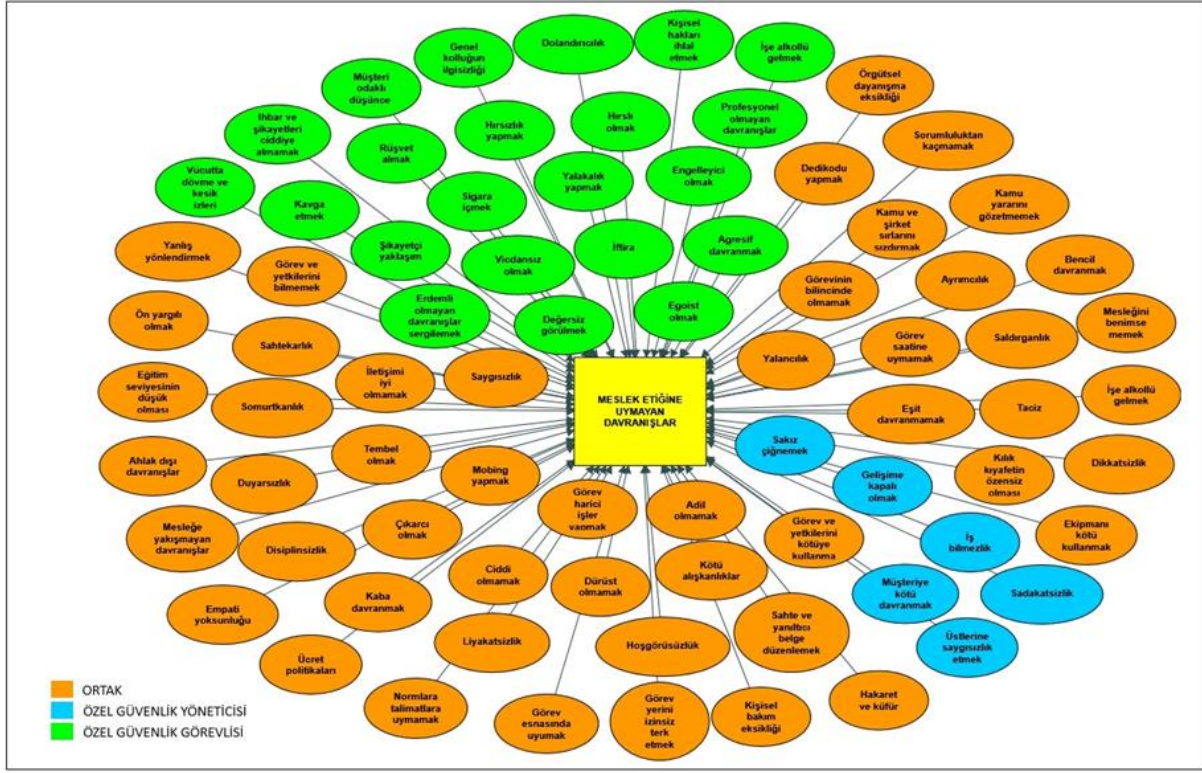 Kişisel
hakları
ihlal
etmek
Dolandırıcılık
Genel
kolluğun
ilgisizliği
İşe alkollü
gelmek
Müşteri
odaklı
düşünce
Örgütsel
dayanışma
eksikliği
İhbar ve
şikayetleri
ciddiye
almamak
Hırsızlık
yapmak
Hırslı
olmak
Profesyonel
olmayan
davranışlar
Rüşvet
almak
Sorumluluktan
kaçmamak
Vücutta
dövme ve
kesik
izleri
Yalakalık
yapmak
Engelleyici
olmak
Dedikodu
yapmak
Kavga
etmek
Sigara
içmek
Kamu
yararını
gözetmemek
Yanlış
yönlendirmek
Şikayetçi
yaklaşım
Vicdansız
olmak
İftira
Agresif
davranmak
Kamu ve
şirket
sırlarını
sızdırmak
Görev ve
yetkilerini
bilmemek
Görevinin
bilincinde
olmamak
Ayrımcılık
Bencil
davranmak
Ön yargılı
olmak
Erdemli
olmayan
davranışlar
sergilemek
Değersiz
görülmek
Egoist
olmak
Mesleğini
benimse
memek
Sahtekarlık
Yalancılık
Görev
saatine
uymamak
Saldırganlık
Eğitim
seviyesinin
düşük
olması
Somurtkanlık
İletişimi
iyi
olmamak
Saygısızlık
MESLEK ETİĞİNE
UYMAYAN
DAVRANIŞLAR
Eşit
davranmamak
Taciz
İşe alkollü
gelmek
Ahlak dışı
davranışlar
Duyarsızlık
Tembel
olmak
Mobing
yapmak
Sakız
çiğnemek
Gelişime
kapalı
olmak
Kılık
kıyafetin
özensiz
olması
Dikkatsizlik
Mesleğe
yakışmayan
davranışlar
Disiplinsizlik
Çıkarcı
olmak
Görev
harici
işler
yapmak
Adil
olmamak
Görev ve
yetkilerini
kötüye
kullanma
İş
bilmezlik
Ekipmanı
kötü
kullanmak
Empati
yoksunluğu
Kaba
davranmak
Ciddi
olmamak
Dürüst
olmamak
Kötü
alışkanlıklar
Müşteriye
kötü
davranmak
Sadakatsizlik
Ücret
politikaları
Liyakatsizlik
Hoşgörüsüzlük
Sahte ve
yanıltıcı
belge
düzenlemek
Üstlerine
saygısızlık
etmek
Normlara
talimatlara
uymamak
Görev
esnasında
uyumak
Görev
yerini
izinsiz
terk
etmek
Kişisel
bakım
eksikliği
Hakaret
ve küfür
ORTAK
ÖZEL GÜVENLİK YÖNETİCİSİ
ÖZEL GÜVENLİK GÖREVLİSİ